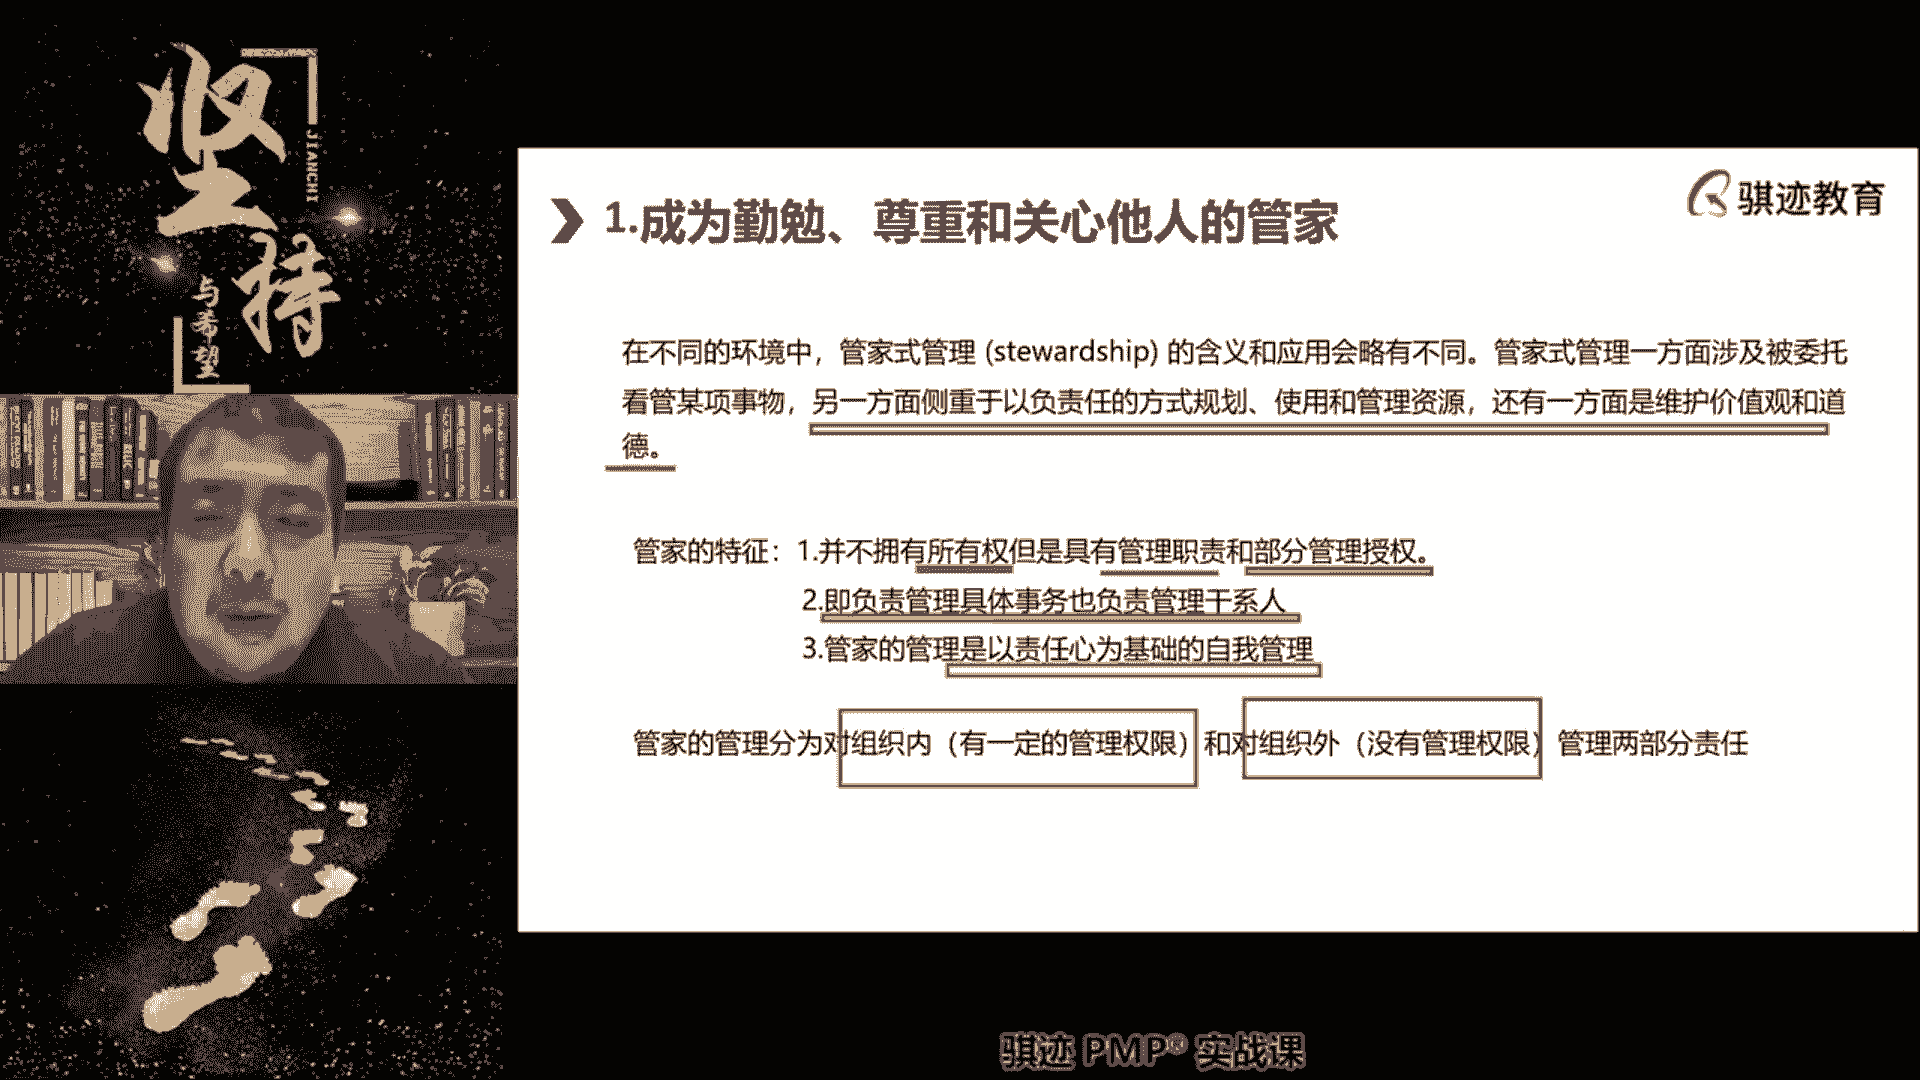 坚持
JIANCHI
与希望
骐迹教育
1.成为勤勉、尊重和关心他人的管家
在不同的环境中，管家式管理 (stewardship) 的含义和应用会略有不同。管家式管理一方面涉及被委托
看管某项事物，另一方面侧重于以负责任的方式规划、使用和管理资源，还有一方面是维护价值观和道
德。
管家的特征：1.并不拥有所有权但是具有管理职责和部分管理授权。
2.即负责管理具体事务也负责管理干系人
3.管家的管理是以责任心为基础的自我管理
管家的管理分为对组织内（有一定的管理权限）和对组织外（没有管理权限）管理两部分责任
骐迹 PMP® 实战课